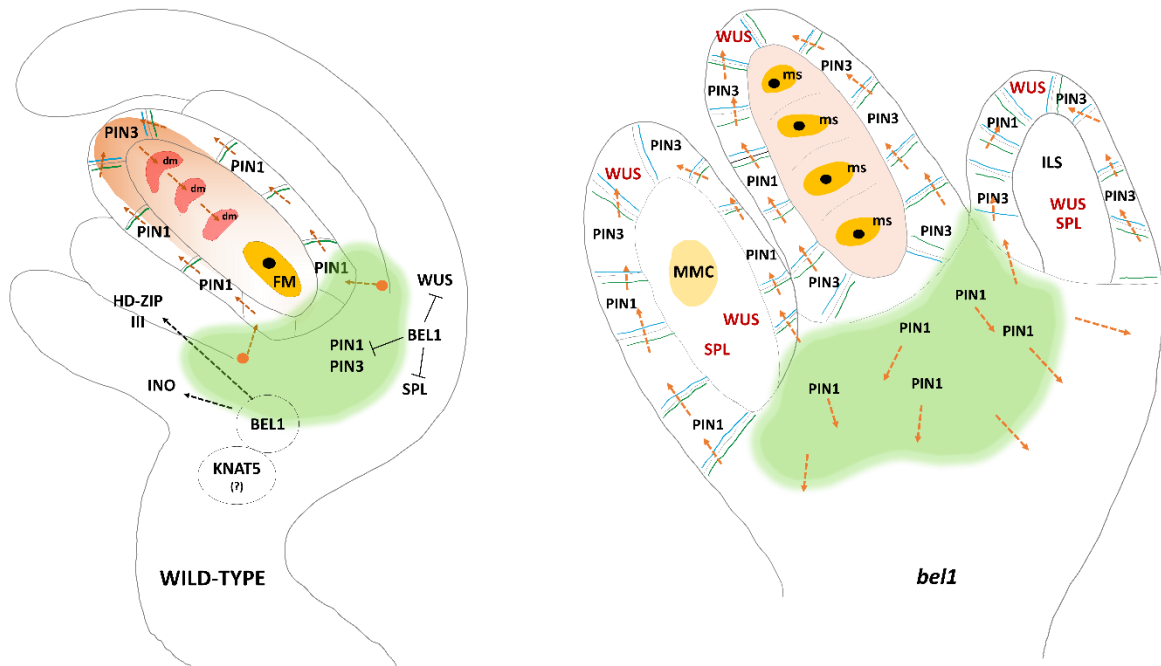 PIN3
dm
PIN1
dm
dm
PIN1
FM
PIN1
PIN1
HD-ZIP
III
INO
WUS
PIN1
PIN3
BEL1
SPL
BEL1
KNAT5
(?)
WILD-TYPE
WUS
PIN3
ms
PIN3
ms
PIN3
ms
PIN1
ms
PIN3
PIN3
PIN3
WUS
PIN3
MMC
PIN1
PIN1
WUS
SPL
PIN1
WUS
PIN3
PIN1
ILS
PIN3
WUS
SPL
PIN3
PIN1
PIN1
PIN1
PIN1
PIN1
bel1